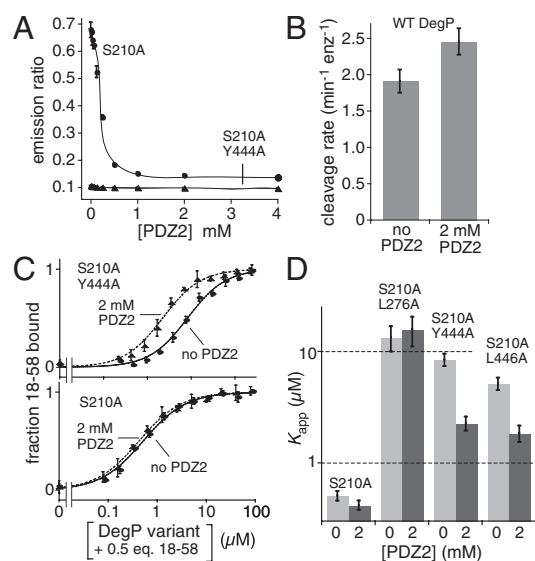 A
0.7
0.6
0.5
0.4
0.3
0.2
0.1
emission ratio
S210A
S210A
Y444A
0 1 2 3 4
[PDZ2] mM
B
WT DegP
2.5
2.0
1.5
1.0
0.5
0
cleavage rate (min-1 enz-1)
no
PDZ2
2 mM
PDZ2
C
fraction 18-58 bound
1
0
S210A
Y444A
2 mM
PDZ2
no PDZ2
1
0
S210A
2 mM
PDZ2
no PDZ2
0 0.1 1 10 100
DegP variant
+ 0.5 eq. 18-58
(μM)
D
S210A
L276A
S210A
Y444A
S210A
L446A
10
1
Kapp (μM)
S210A
0 2 0 2 0 2 0 2
[PDZ2] (mM)